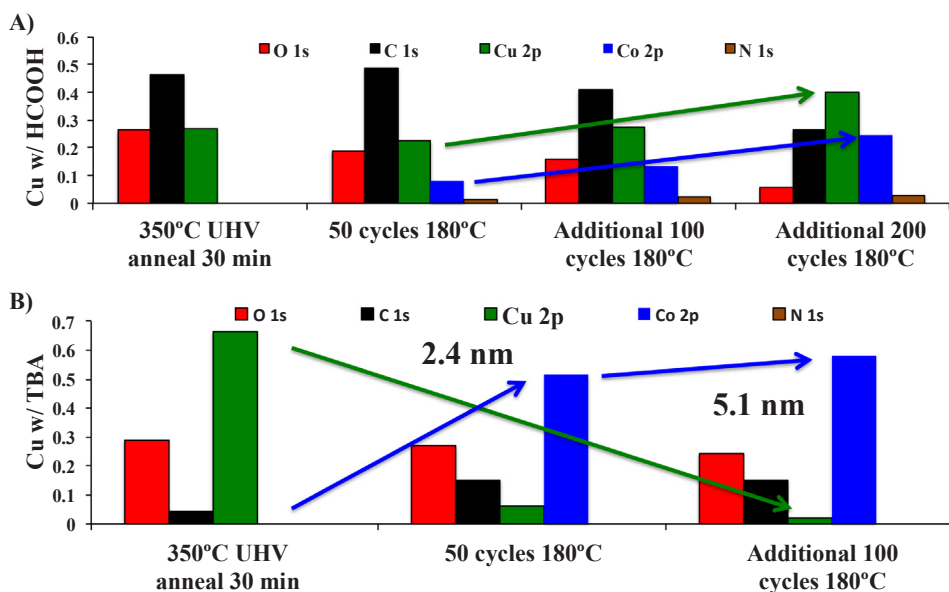 A)
Cu w/ HCOOH
O 1s C 1s Cu 2p Co 2p N 1s
0.6
0.5
0.4
0.3
0.2
0.1
0
350ºC UHV anneal 30 min
50 cycles 180ºC
Additional 100 cycles 180ºC
Additional 200 cycles 180ºC
B)
Cu w/ TBA
O 1s C 1s Cu 2p Co 2p N 1s
0.7
0.6
0.5
0.4
0.3
0.2
0.1
0
2.4 nm
5.1 nm
350ºC UHV anneal 30 min
50 cycles 180ºC
Additional 100 cycles 180ºC